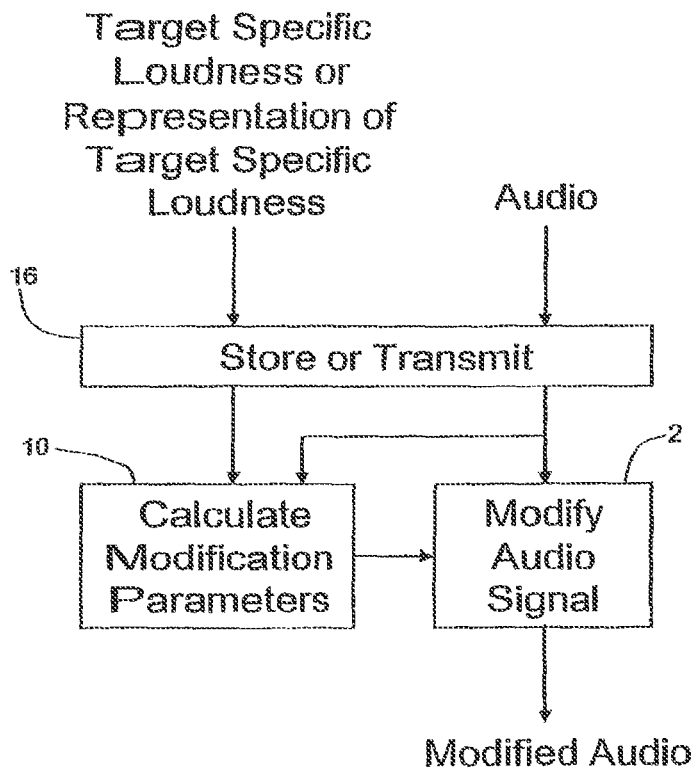 Target Specific
Loudness or
Representation of
Target Specific
Loudness
Audio
16
Store or Transmit
10
2
Calculate
Modification
Parameters
Modify
Audio
Signal
Modified Audio